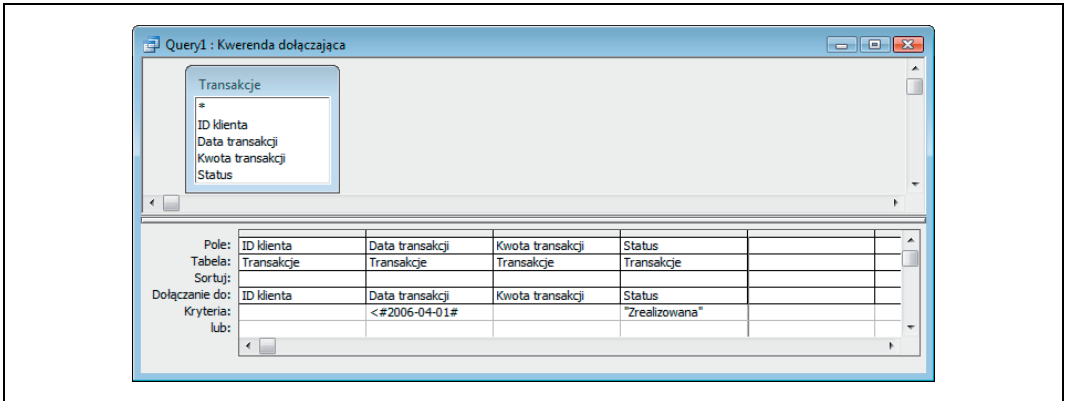 Query1 : Kwerenda dołączająca
Transakcje
*
ID klienta
Data transakcji
Kwota transakcji
Status
Pole: ID klienta Data transakcji Kwota transakcji Status
Tabela: Transakcje Transakcje Transakcje Transakcje
Sortuj:
Dołączanie do: ID klienta Data transakcji Kwota transakcji Status
Kryteria: <#2006-04-01# "Zrealizowana"
lub: